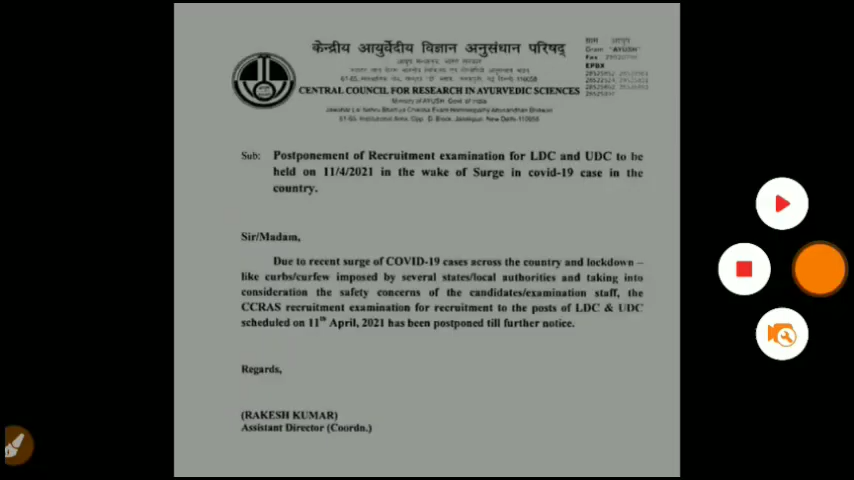 केन्द्रीय आयुर्वेदीय विज्ञान अनुसंधान परिषद्
CENTRAL COUNCIL FOR RESEARCH IN AYURVEDIC SCIENCES
Ministry of AYUSH, Govt. of India
Gram "AYUSH"
Fax
EPBX
Sub: Postponement of Recruitment examination for LDC and UDC to be
held on 11/4/2021 in the wake of Surge in covid-19 case in the
country.
Sir/Madam,
Due to recent surge of COVID-19 cases across the country and lockdown –
like curbs/curfew imposed by several states/local authorities and taking into
consideration the safety concerns of the candidates/examination staff, the
CCRAS recruitment examination for recruitment to the posts of LDC & UDC
scheduled on 11th April, 2021 has been postponed till further notice.
Regards,
(RAKESH KUMAR)
Assistant Director (Coordn.)